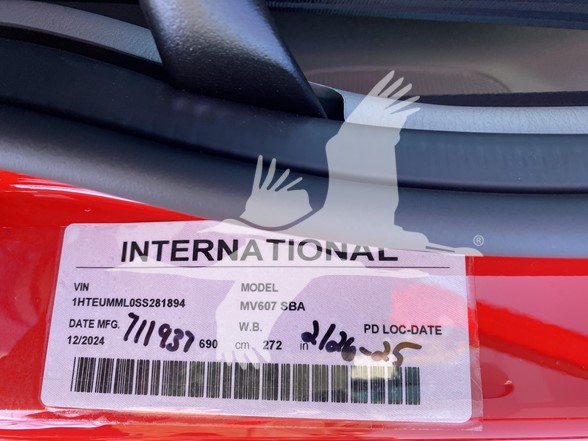 INTERNATIONAL
VIN MODEL
1HTEUMML0SS281894 MV607 SBA
DATE MFG. 711937 W.B. 2/26-25 PD LOC-DATE
12/2024 690 cm 272 in
®